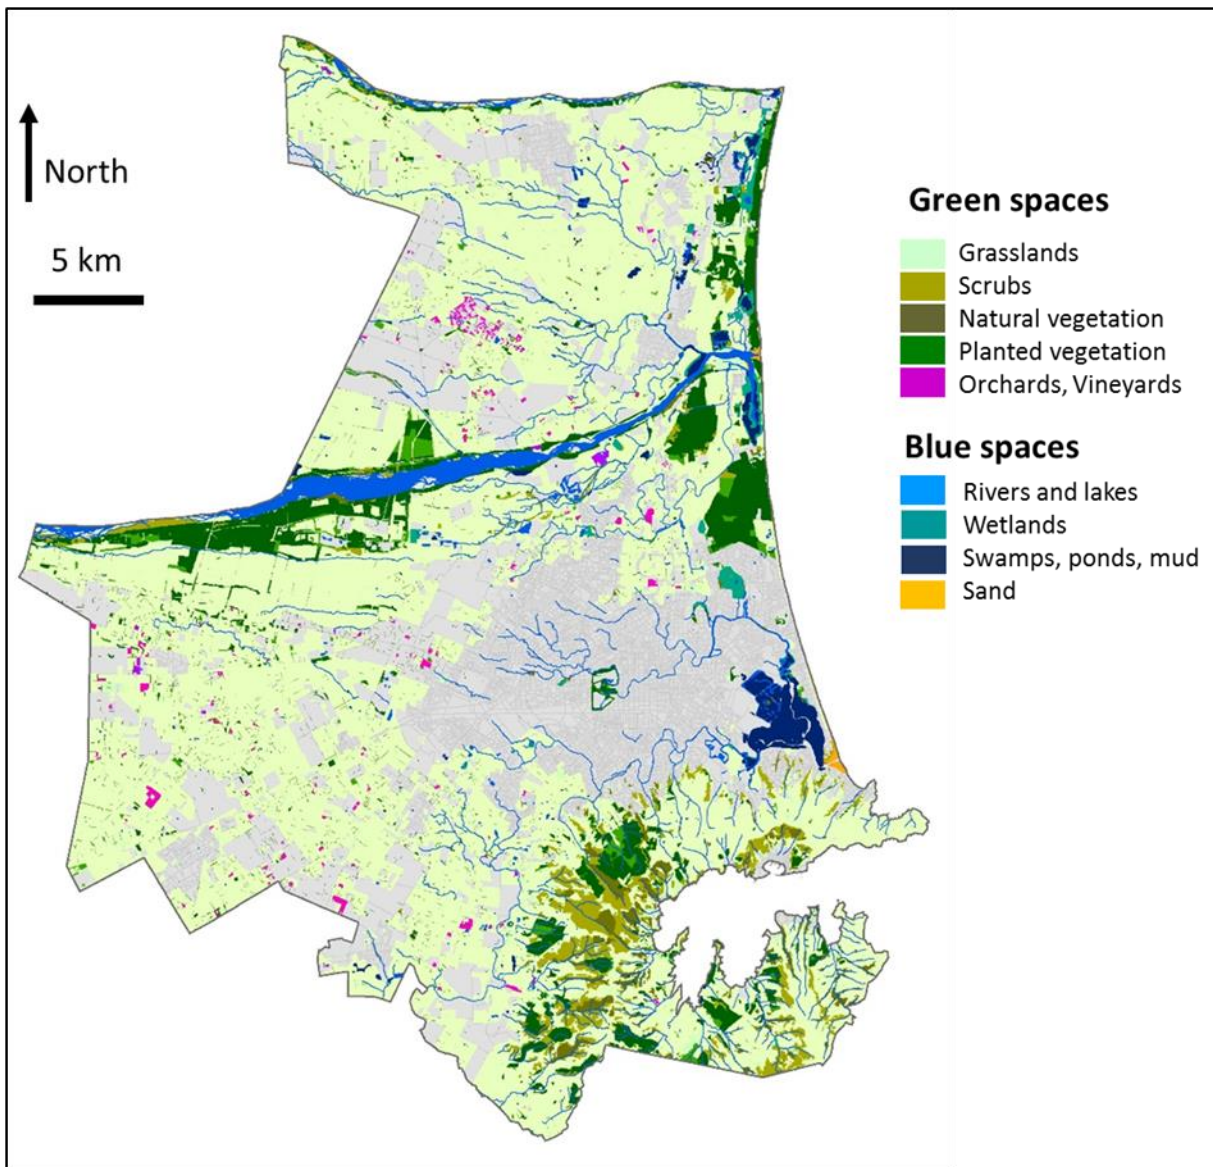 North
5 km
Green spaces
Grasslands
Scrubs
Natural vegetation
Planted vegetation
Orchards, Vineyards
Blue spaces
Rivers and lakes
Wetlands
Swamps, ponds, mud
Sand